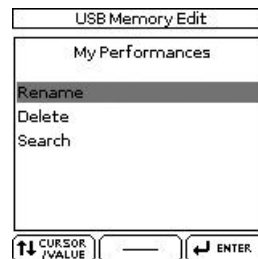 USB Memory Edit
My Performances
Rename
Delete
Search
↑↓ CURSOR
/VALUE
ENTER